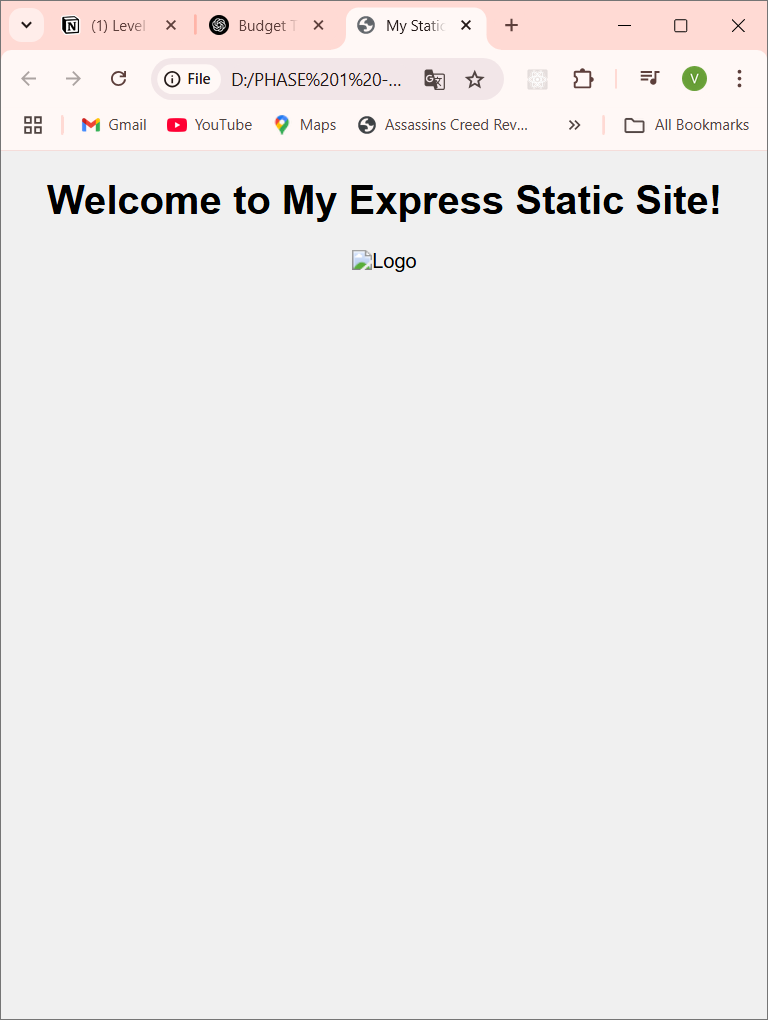 (1) Level
Budget T
My Static
File
D:/PHASE%201%20-...
V
Gmail
YouTube
Maps
Assassins Creed Rev...
All Bookmarks
Welcome to My Express Static Site!
Logo